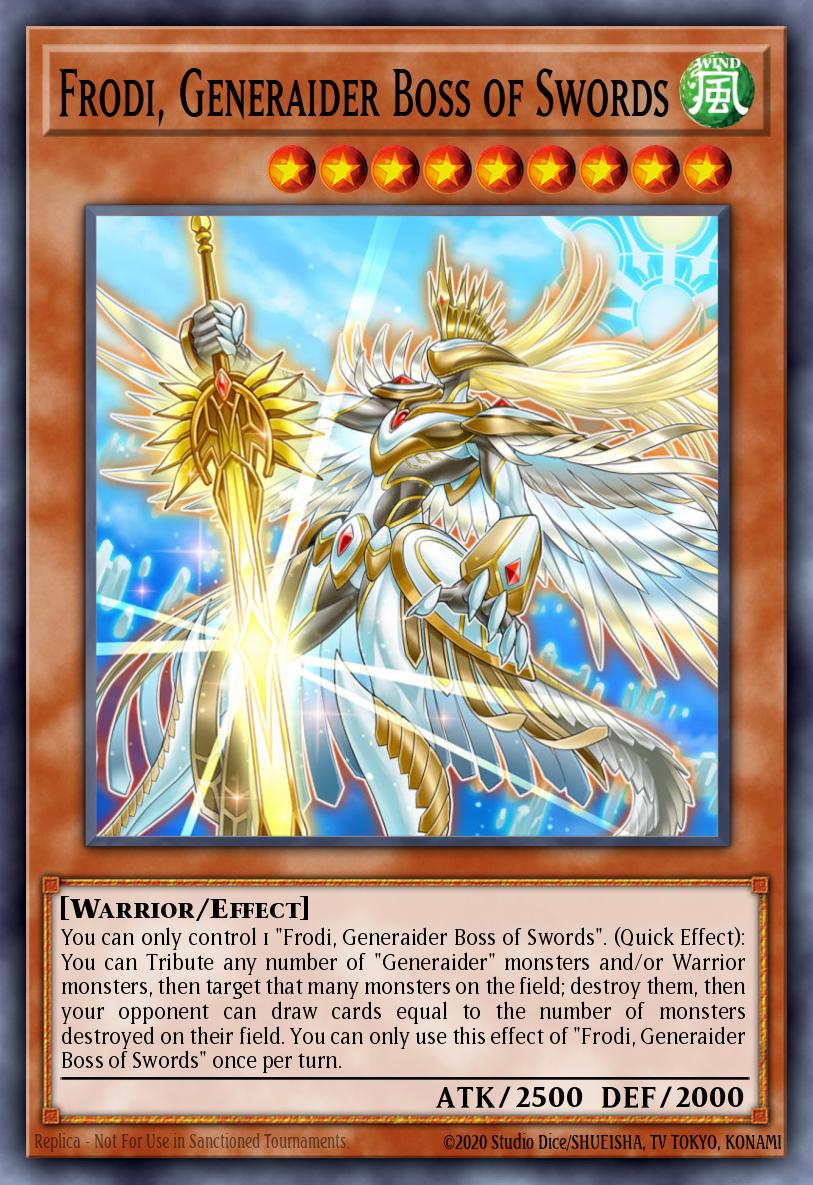 Frodi, Generaider Boss of Swords
WIND
風
[Warrior/Effect]
You can only control 1 "Frodi, Generaider Boss of Swords". (Quick Effect):
You can Tribute any number of "Generaider" monsters and/or Warrior
monsters, then target that many monsters on the field; destroy them, then
your opponent can draw cards equal to the number of monsters
destroyed on their field. You can only use this effect of "Frodi, Generaider
Boss of Swords" once per turn.
ATK/2500 DEF/2000
Replica - Not For Use in Sanctioned Tournaments.
©2020 Studio Dice/SHUEISHA, TV TOKYO, KONAMI